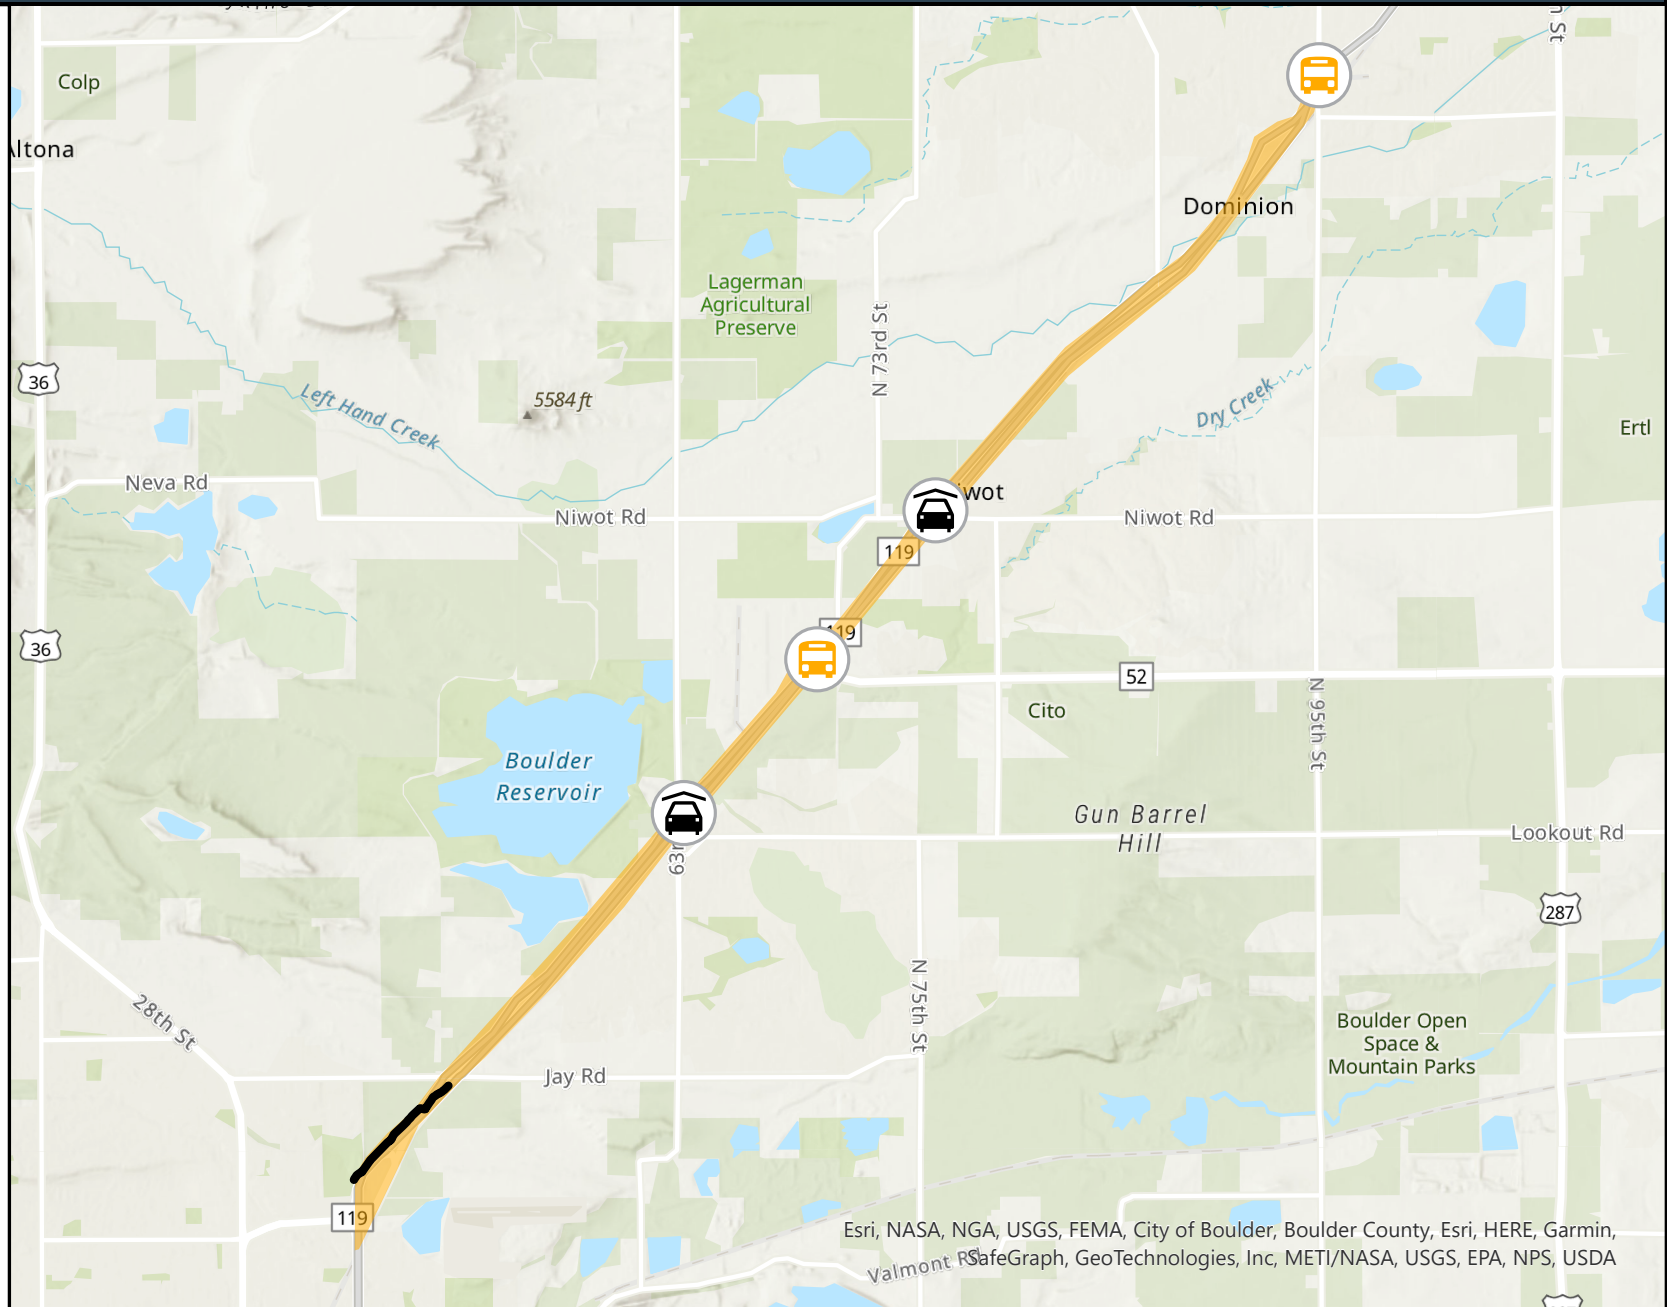 Colp
Altona
Dominion
Lagerman
Agricultural
Preserve
N 73rd St
36
5584 ft
Left Hand Creek
Dry Creek
Ertl
Neva Rd
Niwot Rd
Niwot Rd
119
119
36
52
Cito
N 95th St
Boulder
Reservoir
Gun Barrel
Hill
Lookout Rd
287
28th St
N 75th St
Boulder Open
Space &
Mountain Parks
Jay Rd
119
Valmont Rd
Esri, NASA, NGA, USGS, FEMA, City of Boulder, Boulder County, Esri, HERE, Garmin,
SafeGraph, GeoTechnologies, Inc, METI/NASA, USGS, EPA, NPS, USDA